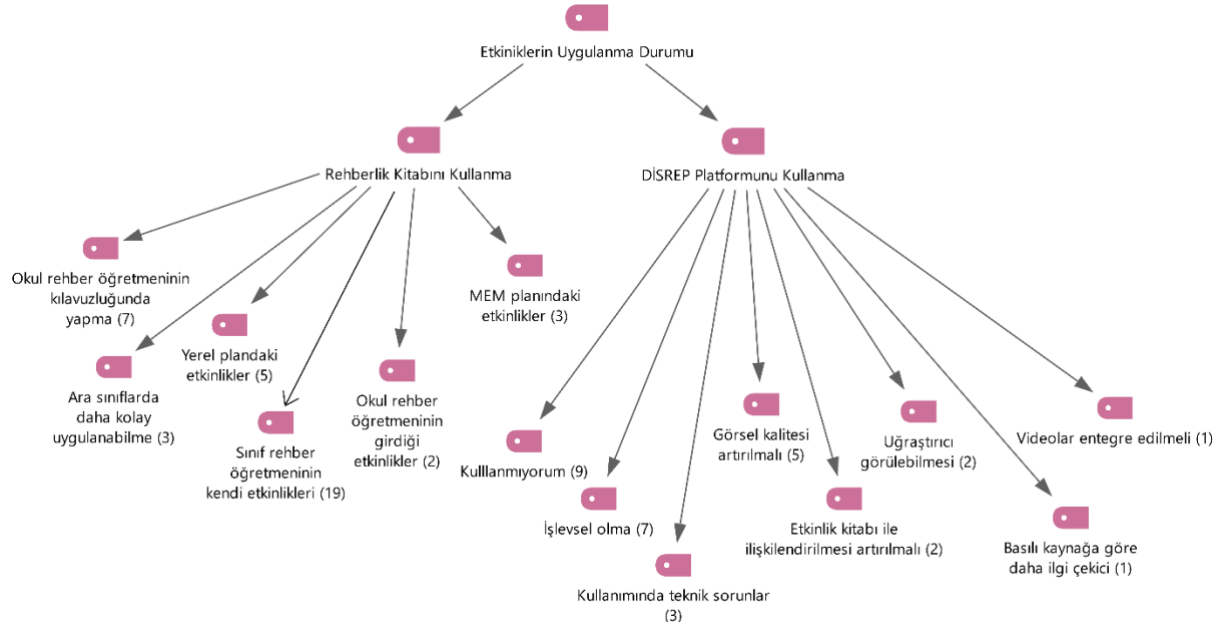 Etkiniklerin Uygulanma Durumu
Rehberlik Kitabını Kullanma
DİSREP Platformunu Kullanma
Okul rehber öğretmeninin
kılavuzluğunda
yapma (7)
MEM planındaki
etkinlikler (3)
Yerel plandaki
etkinlikler (5)
Ara sınıflarda
daha kolay
uygulanabilme (3)
Okul rehber
öğretmeninin
girdiği
etkinlikler (2)
Sınıf rehber
öğretmeninin
kendi etkinlikleri (19)
Kulllanmıyorum (9)
Görsel kalitesi
artırılmalı (5)
Uğraştırıcı
görülebilmesi (2)
Videolar entegre edilmeli (1)
İşlevsel olma (7)
Etkinlik kitabı ile
ilişkilendirilmesi artırılmalı (2)
Basılı kaynağa göre
daha ilgi çekici (1)
Kullanımında teknik sorunlar
(3)